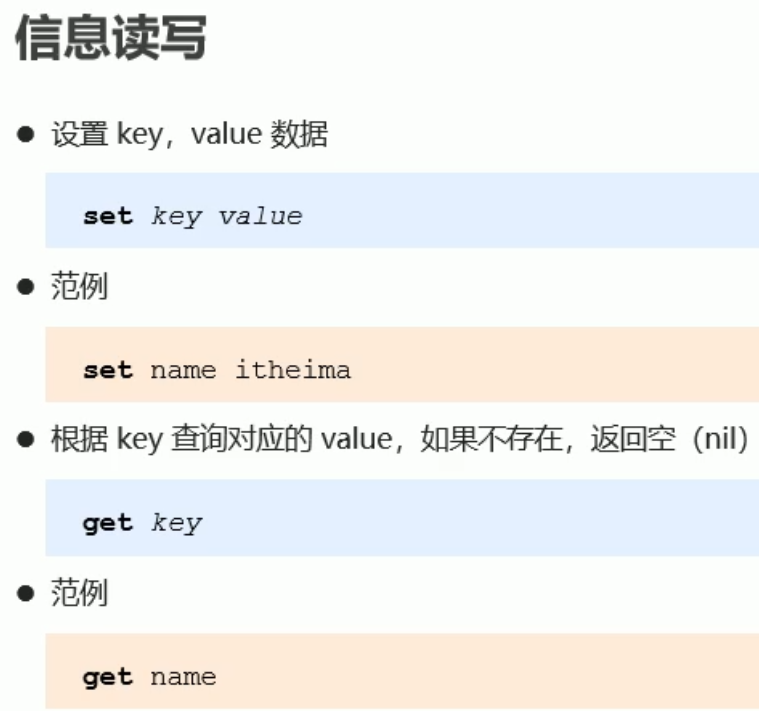 信息读写
● 设置 key，value 数据
set key value
● 范例
set name itheima
● 根据 key 查询对应的 value，如果不存在，返回空（nil）
get key
● 范例
get name